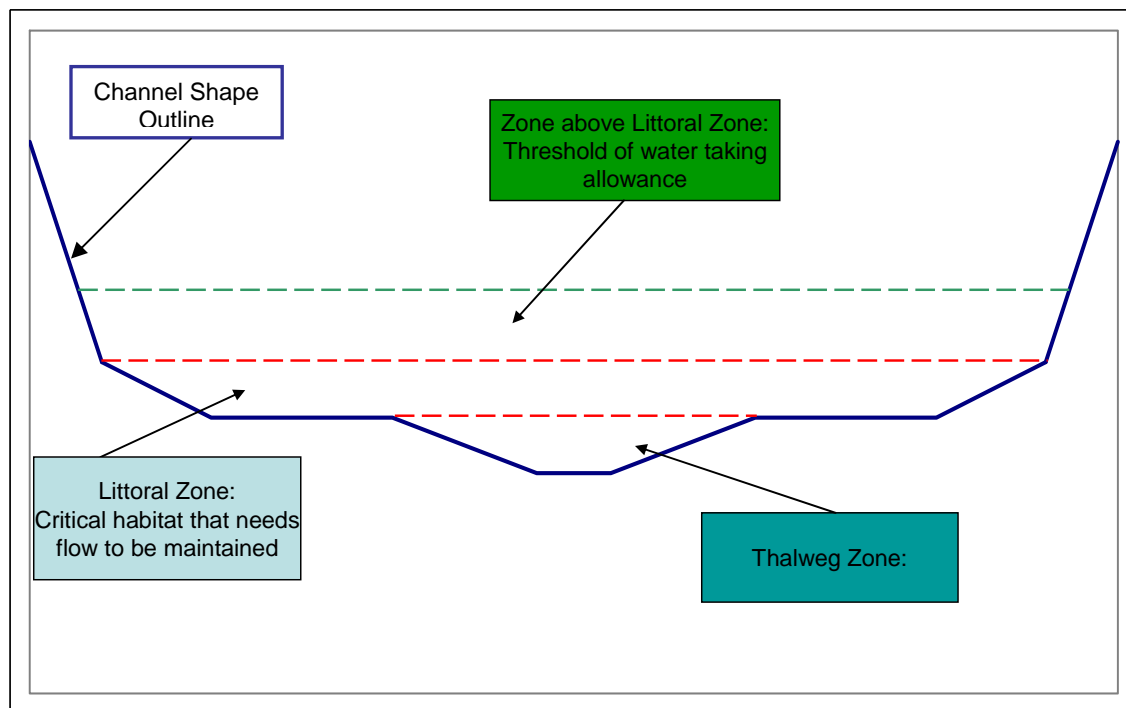 Channel Shape
Outline
Zone above Littoral Zone:
Threshold of water taking
allowance
Littoral Zone:
Critical habitat that needs
flow to be maintained
Thalweg Zone: